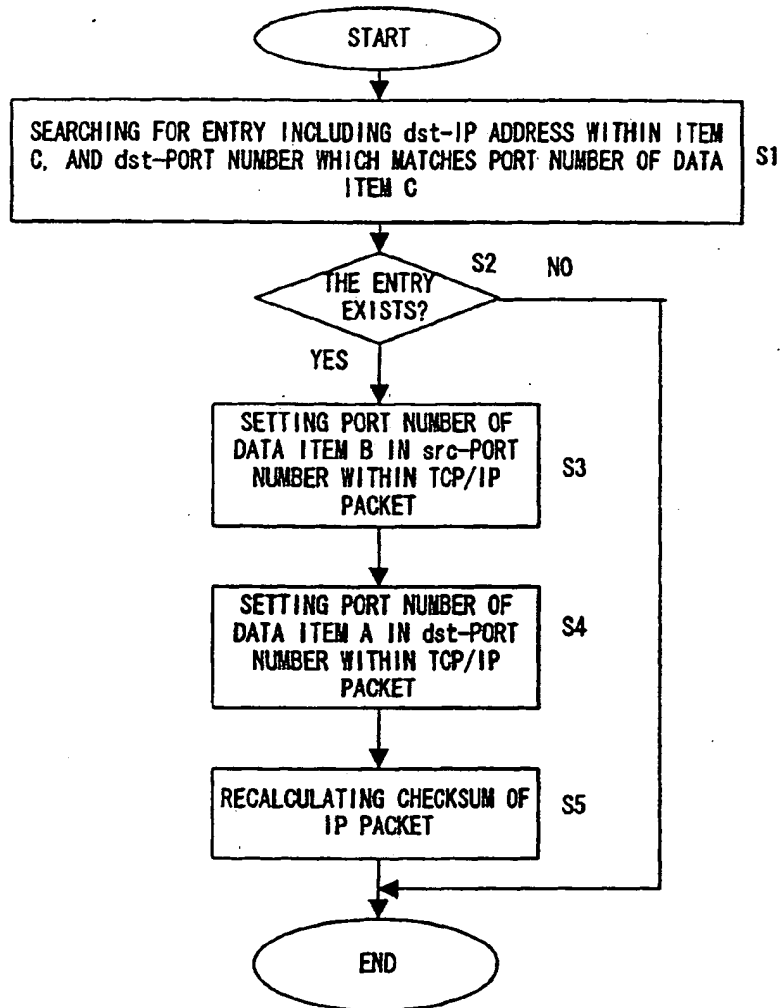 START
SEARCHING FOR ENTRY INCLUDING dst-IP ADDRESS WITHIN ITEM
C, AND dst-PORT NUMBER WHICH MATCHES PORT NUMBER OF DATA
ITEM C
S1
S2
NO
THE ENTRY
EXISTS?
YES
SETTING PORT NUMBER OF
DATA ITEM B IN src-PORT
NUMBER WITHIN TCP/IP
PACKET
S3
SETTING PORT NUMBER OF
DATA ITEM A IN dst-PORT
NUMBER WITHIN TCP/IP
PACKET
S4
RECALCULATING CHECKSUM OF
IP PACKET
S5
END